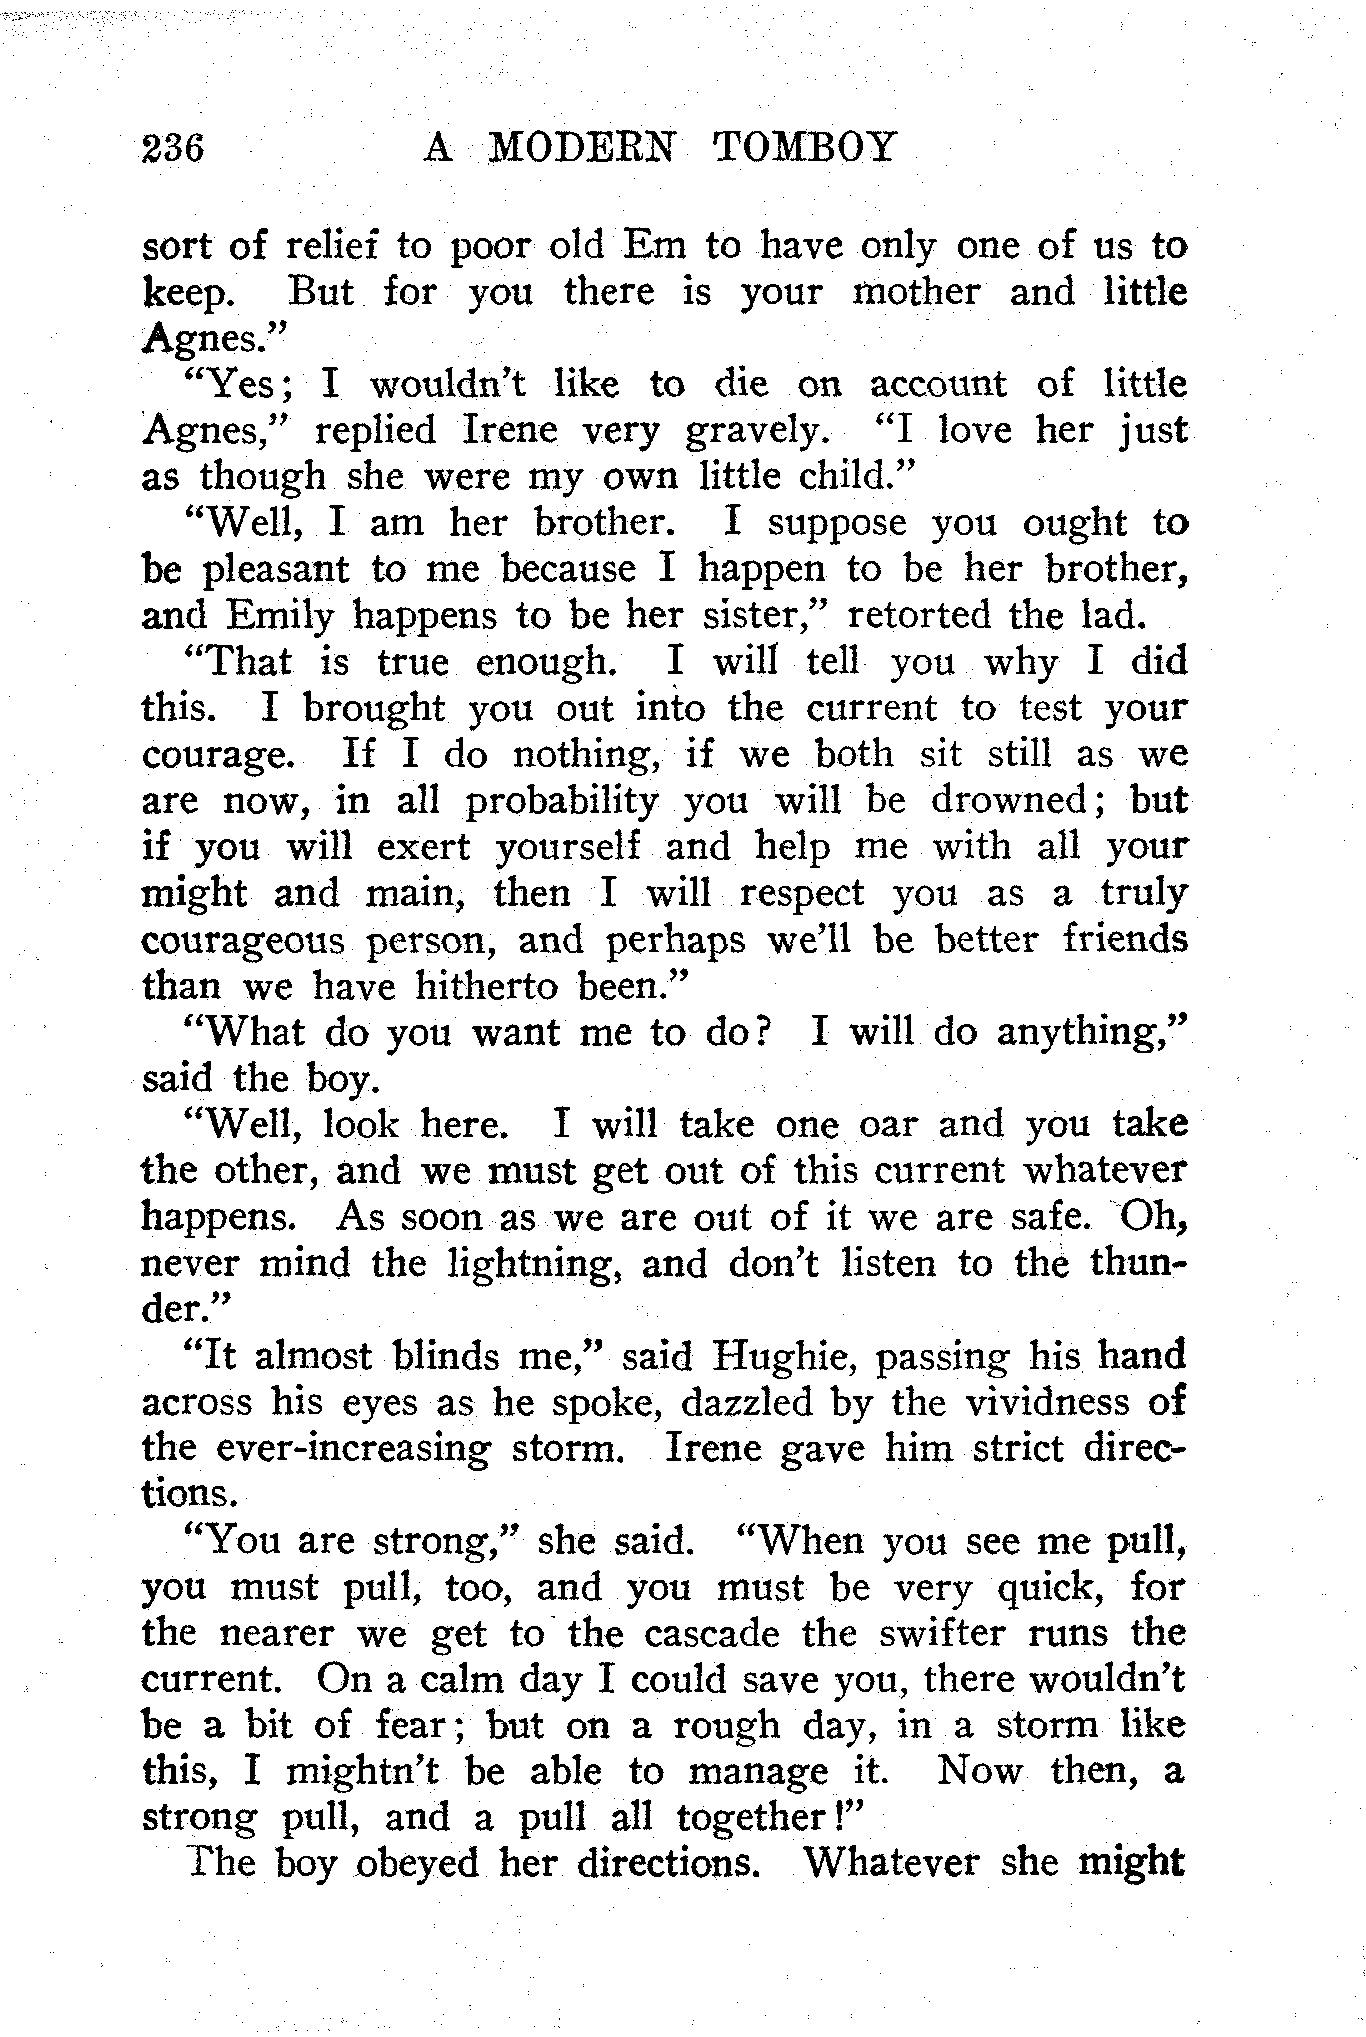 236 A MODERN TOMBOY
sort of relief to poor old Em to have only one of us to
keep. But for you there is your mother and little
Agnes."
"Yes; I wouldn't like to die on account of little
Agnes," replied Irene very gravely. "I love her just
as though she were my own little child."
"Well, I am her brother. I suppose you ought to
be pleasant to me because I happen to be her brother,
and Emily happens to be her sister," retorted the lad.
"That is true enough. I will tell you why I did
this. I brought you out into the current to test your
courage. If I do nothing, if we both sit still as we
are now, in all probability you will be drowned; but
if you will exert yourself and help me with all your
might and main, then I will respect you as a truly
courageous person, and perhaps we'll be better friends
than we have hitherto been."
"What do you want me to do? I will do anything,"
said the boy.
"Well, look here. I will take one oar and you take
the other, and we must get out of this current whatever
happens. As soon as we are out of it we are safe. Oh,
never mind the lightning, and don't listen to the thun-
der."
"It almost blinds me," said Hughie, passing his hand
across his eyes as he spoke, dazzled by the vividness of
the ever-increasing storm. Irene gave him strict direc-
tions.
"You are strong," she said. "When you see me pull,
you must pull, too, and you must be very quick, for
the nearer we get to the cascade the swifter runs the
current. On a calm day I could save you, there wouldn't
be a bit of fear; but on a rough day, in a storm like
this, I mightn't be able to manage it. Now then, a
strong pull, and a pull all together!"
The boy obeyed her directions. Whatever she might